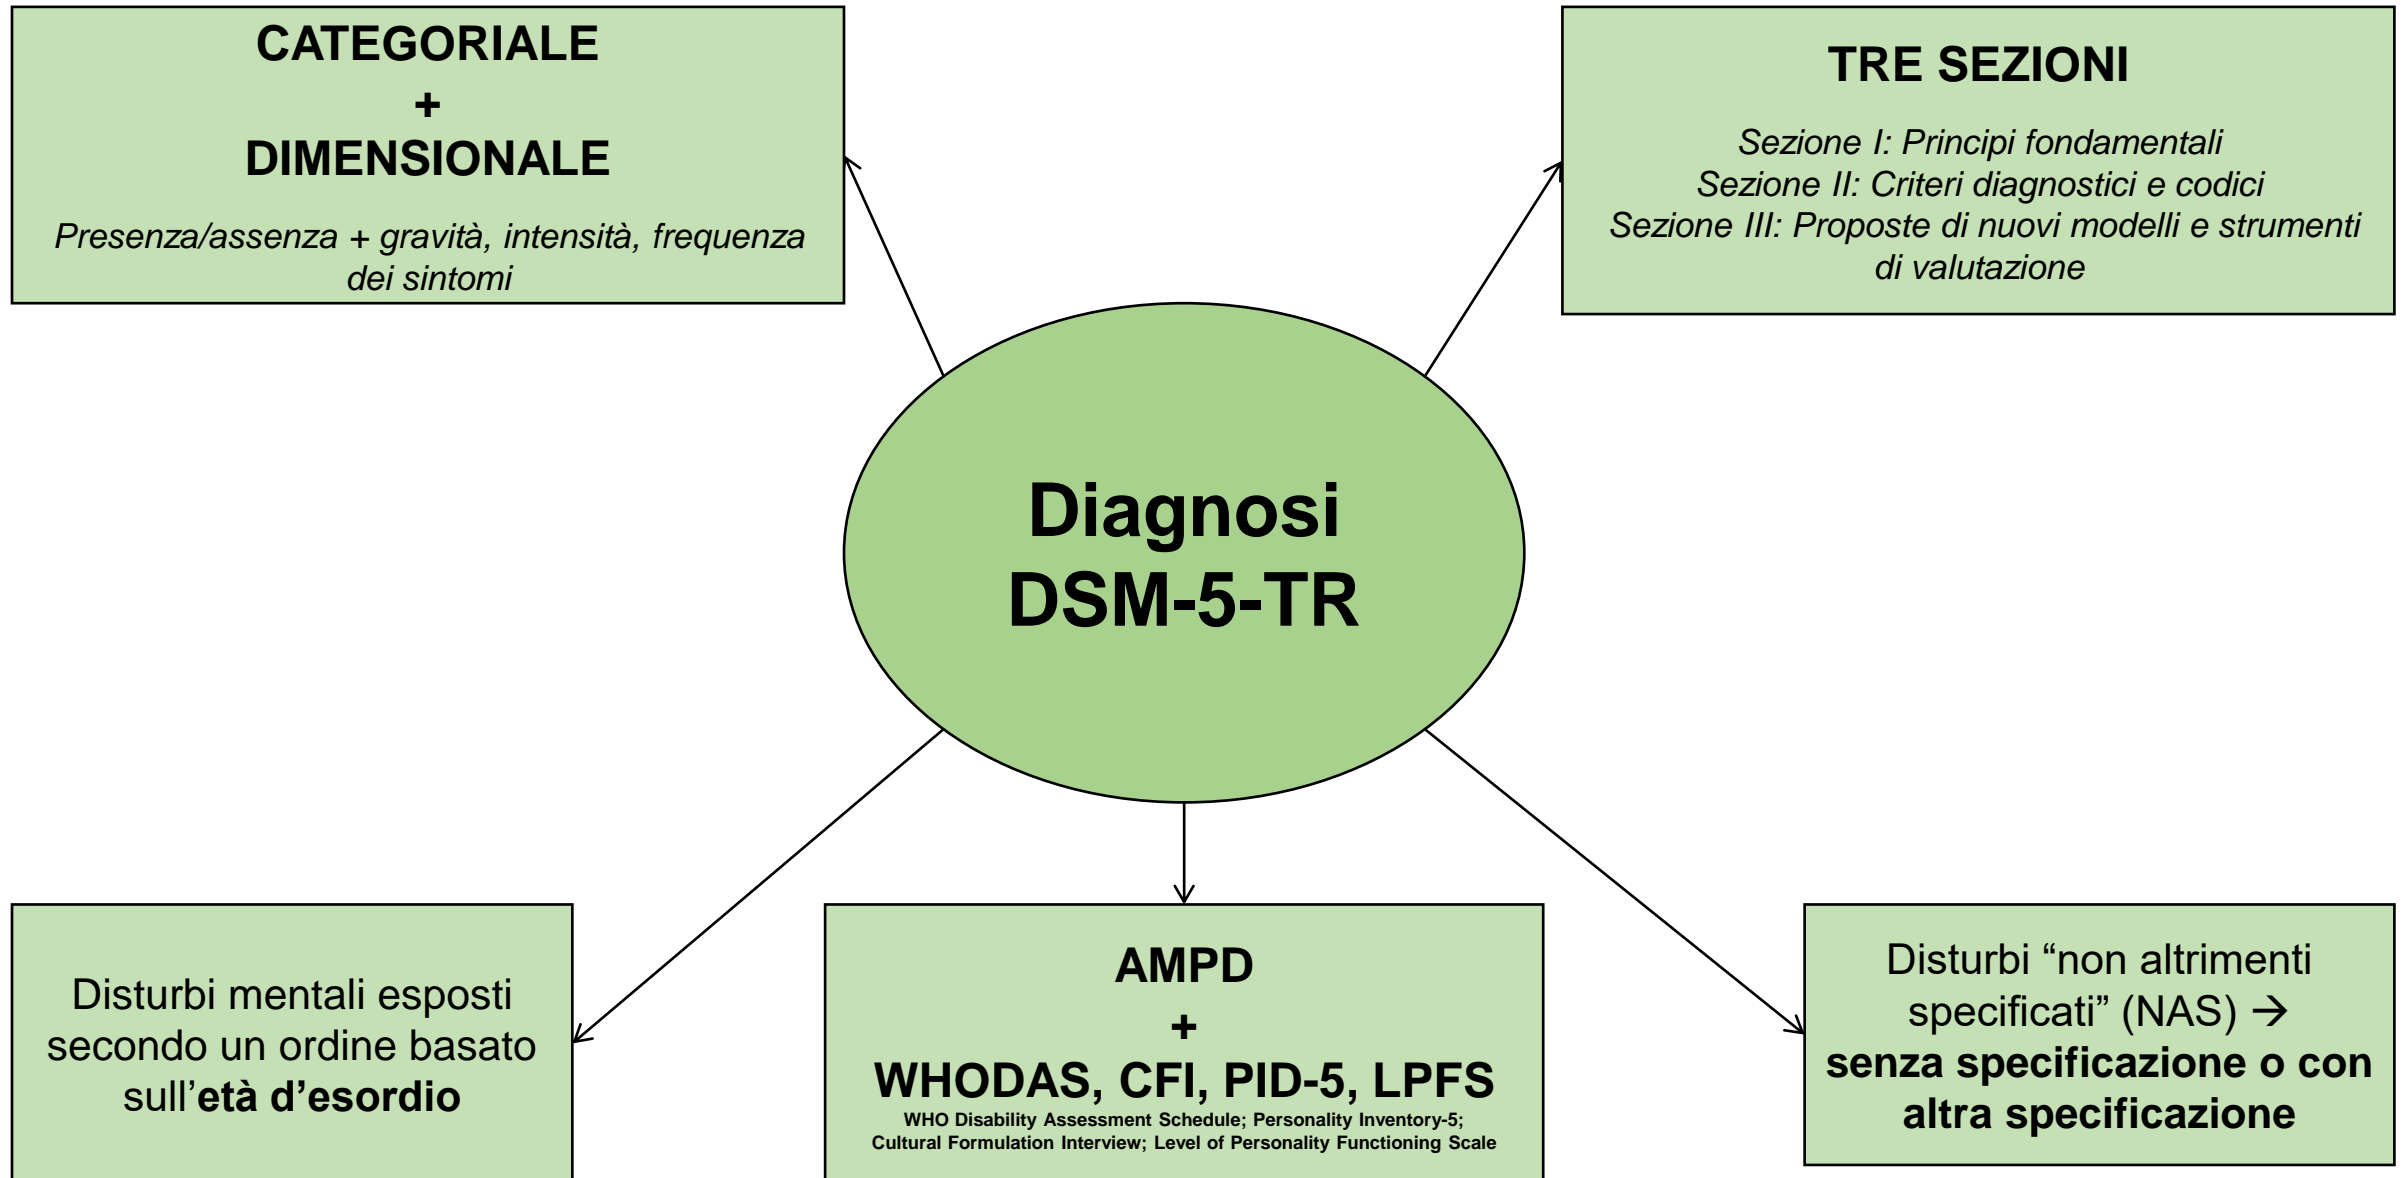 CATEGORIALE
+
DIMENSIONALE
Presenza/assenza + gravità, intensità, frequenza
dei sintomi
TRE SEZIONI
Sezione I: Principi fondamentali
Sezione II: Criteri diagnostici e codici
Sezione III: Proposte di nuovi modelli e strumenti
di valutazione
Diagnosi
DSM-5-TR
Disturbi mentali esposti
secondo un ordine basato
sull’età d’esordio
AMPD
+
WHODAS, CFI, PID-5, LPFS
WHO Disability Assessment Schedule; Personality Inventory-5;
Cultural Formulation Interview; Level of Personality Functioning Scale
Disturbi “non altrimenti
specificati” (NAS) →
senza specificazione o con
altra specificazione